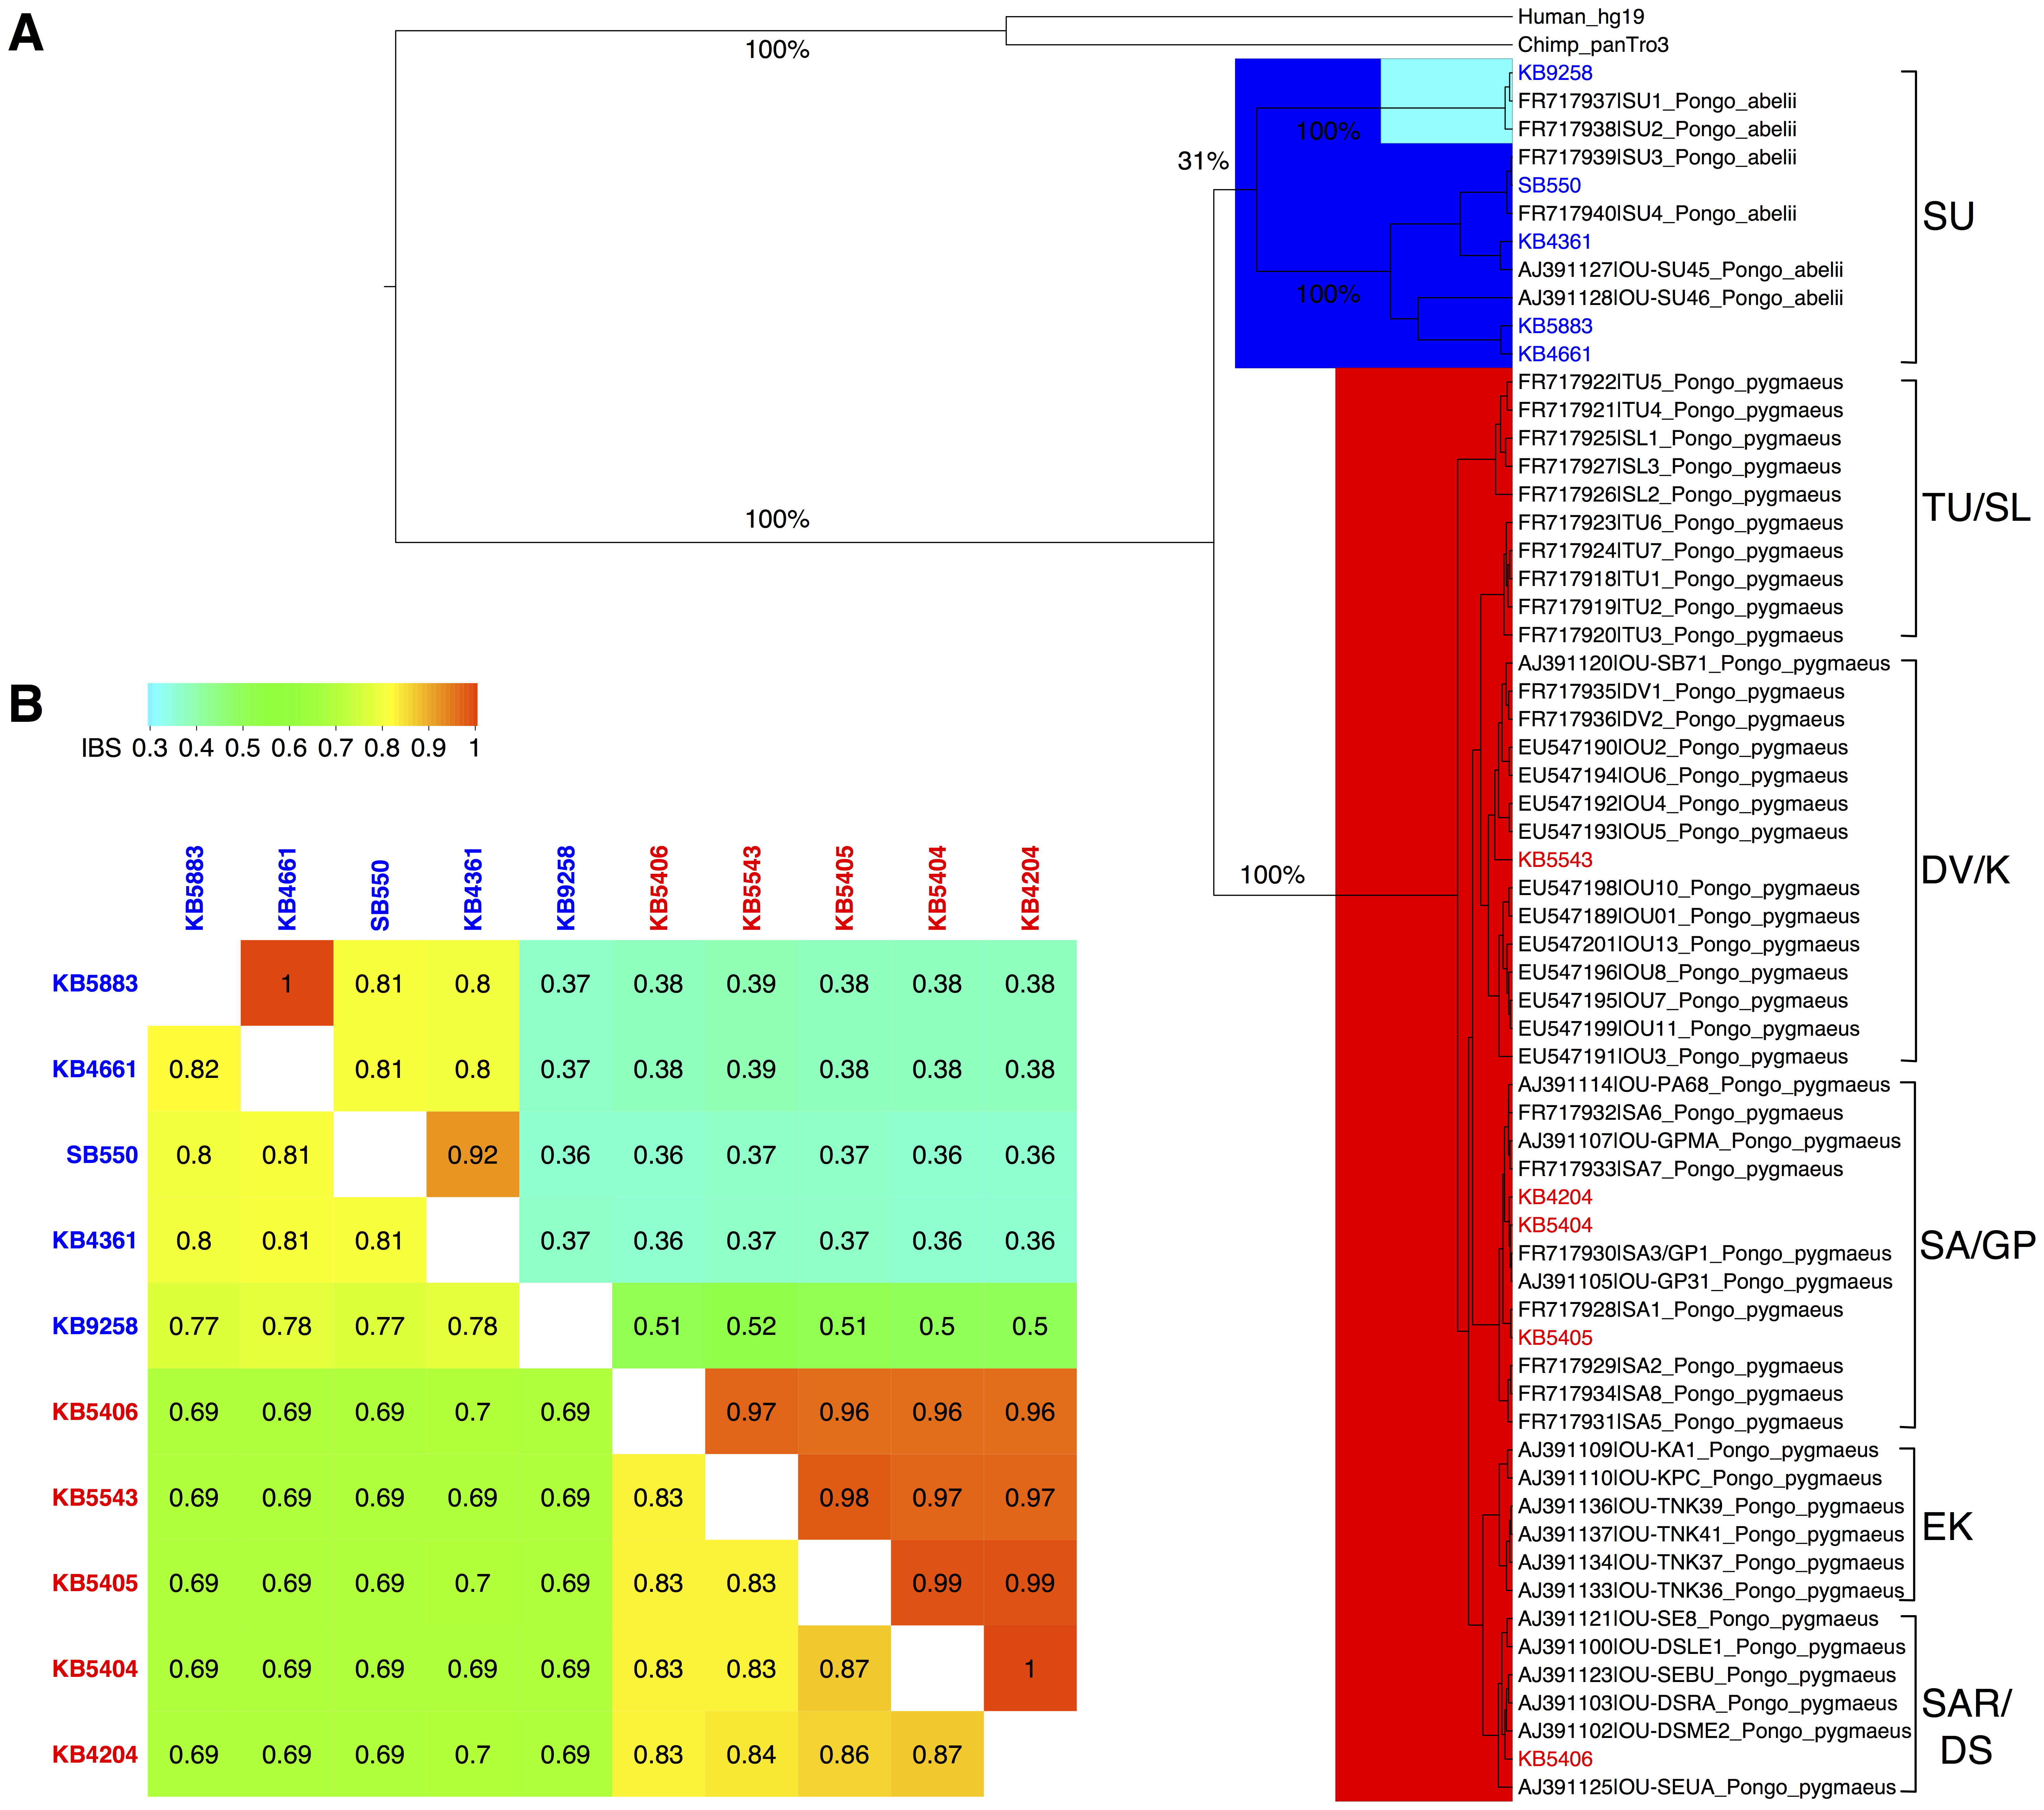 A
Human_hg19
Chimp_panTro3
100%
KB9258
FR717937|SU1_Pongo_abelii
FR717938|SU2_Pongo_abelii
100%
FR717939|SU3_Pongo_abelii
31%
SB550
FR717940|SU4_Pongo_abelii
SU
KB4361
AJ391127|OU-SU45_Pongo_abelii
100%
AJ391128|OU-SU46_Pongo_abelii
KB5883
KB4661
FR717922|TU5_Pongo_pygmaeus
FR717921|TU4_Pongo_pygmaeus
FR717925|SL1_Pongo_pygmaeus
FR717927|SL3_Pongo_pygmaeus
FR717926|SL2_Pongo_pygmaeus
TU/SL
100%
FR717923|TU6_Pongo_pygmaeus
FR717924|TU7_Pongo_pygmaeus
FR717918|TU1_Pongo_pygmaeus
FR717919|TU2_Pongo_pygmaeus
FR717920|TU3_Pongo_pygmaeus
AJ391120|OU-SB71_Pongo_pygmaeus
FR717935|DV1_Pongo_pygmaeus
FR717936|DV2_Pongo_pygmaeus
EU547190|OU2_Pongo_pygmaeus
EU547194|OU6_Pongo_pygmaeus
EU547192|OU4_Pongo_pygmaeus
EU547193|OU5_Pongo_pygmaeus
KB5543
DV/K
100%
EU547198|OU10_Pongo_pygmaeus
EU547189|OU01_Pongo_pygmaeus
EU547201|OU13_Pongo_pygmaeus
EU547196|OU8_Pongo_pygmaeus
EU547195|OU7_Pongo_pygmaeus
EU547199|OU11_Pongo_pygmaeus
EU547191|OU3_Pongo_pygmaeus
AJ391114|OU-PA68_Pongo_pygmaeus
FR717932|SA6_Pongo_pygmaeus
AJ391107|OU-GPMA_Pongo_pygmaeus
FR717933|SA7_Pongo_pygmaeus
KB4204
KB5404
SA/GP
FR717930|SA3/GP1_Pongo_pygmaeus
AJ391105|OU-GP31_Pongo_pygmaeus
FR717928|SA1_Pongo_pygmaeus
KB5405
FR717929|SA2_Pongo_pygmaeus
FR717934|SA8_Pongo_pygmaeus
FR717931|SA5_Pongo_pygmaeus
AJ391109|OU-KA1_Pongo_pygmaeus
AJ391110|OU-KPC_Pongo_pygmaeus
AJ391136|OU-TNK39_Pongo_pygmaeus
EK
AJ391137|OU-TNK41_Pongo_pygmaeus
AJ391134|OU-TNK37_Pongo_pygmaeus
AJ391133|OU-TNK36_Pongo_pygmaeus
AJ391121|OU-SE8_Pongo_pygmaeus
AJ391100|OU-DSLE1_Pongo_pygmaeus
AJ391123|OU-SEBU_Pongo_pygmaeus
AJ391103|OU-DSRA_Pongo_pygmaeus
AJ391102|OU-DSME2_Pongo_pygmaeus
SAR/
DS
KB5406
AJ391125|OU-SEUA_Pongo_pygmaeus
B
IBS 0.3 0.4 0.5 0.6 0.7 0.8 0.9 1
KB5883 KB4661 SB550 KB4361 KB9258 KB5406 KB5543 KB5405 KB5404 KB4204
KB5883 1 0.81 0.8 0.37 0.38 0.39 0.38 0.38 0.38
KB4661 0.82 0.81 0.8 0.37 0.38 0.39 0.38 0.38 0.38
SB550 0.8 0.81 0.92 0.36 0.36 0.37 0.37 0.36 0.36
KB4361 0.8 0.81 0.81 0.37 0.36 0.37 0.37 0.36 0.36
KB9258 0.77 0.78 0.77 0.78 0.51 0.52 0.51 0.5 0.5
KB5406 0.69 0.69 0.69 0.7 0.69 0.97 0.96 0.96 0.96
KB5543 0.69 0.69 0.69 0.69 0.69 0.83 0.98 0.97 0.97
KB5405 0.69 0.69 0.69 0.7 0.69 0.83 0.83 0.99 0.99
KB5404 0.69 0.69 0.69 0.69 0.69 0.83 0.83 0.87 1
KB4204 0.69 0.69 0.69 0.7 0.69 0.83 0.84 0.86 0.87